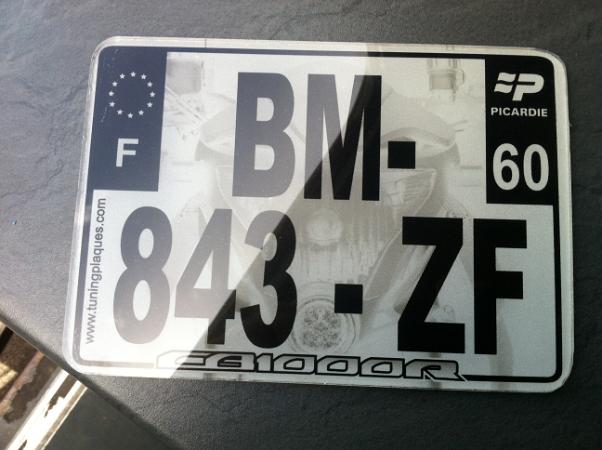 F
BM-
P
PICARDIE
60
843-ZF
www.tuningplaques.com
CB1000R